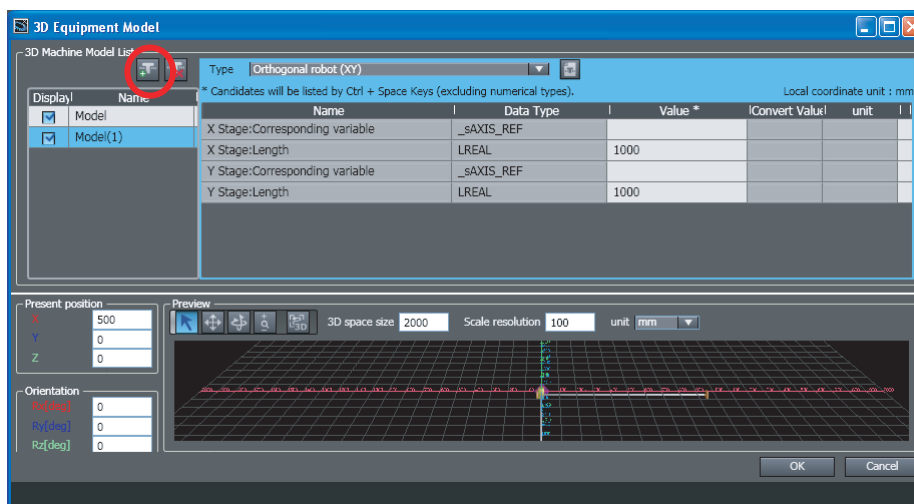 3D Equipment Model
3D Machine Model List
Type Orthogonal robot (XY)
* Candidates will be listed by Ctrl + Space Keys (excluding numerical types). Local coordinate unit : mm
Display Name
Name Data Type Value * Convert Value unit
Model
Model(1)
X Stage:Corresponding variable _sAXIS_REF
X Stage:Length LREAL 1000
Y Stage:Corresponding variable _sAXIS_REF
Y Stage:Length LREAL 1000
Present position
X 500
Y 0
Z 0
Orientation
Rx[deg] 0
Ry[deg] 0
Rz[deg] 0
Preview
3D space size 2000 Scale resolution 100 unit mm
OK Cancel